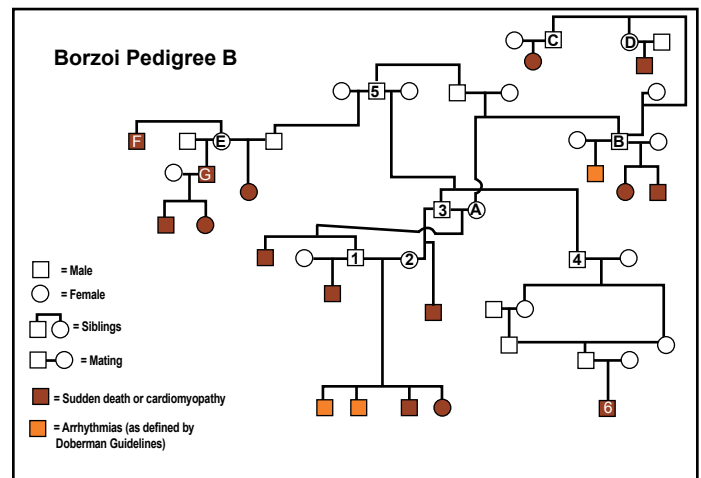 Borzoi Pedigree B
C
D
5
F
E
B
G
3
A
1
2
4
= Male
= Female
= Siblings
= Mating
= Sudden death or cardiomyopathy
6
= Arrhythmias (as defined by
Doberman Guidelines)